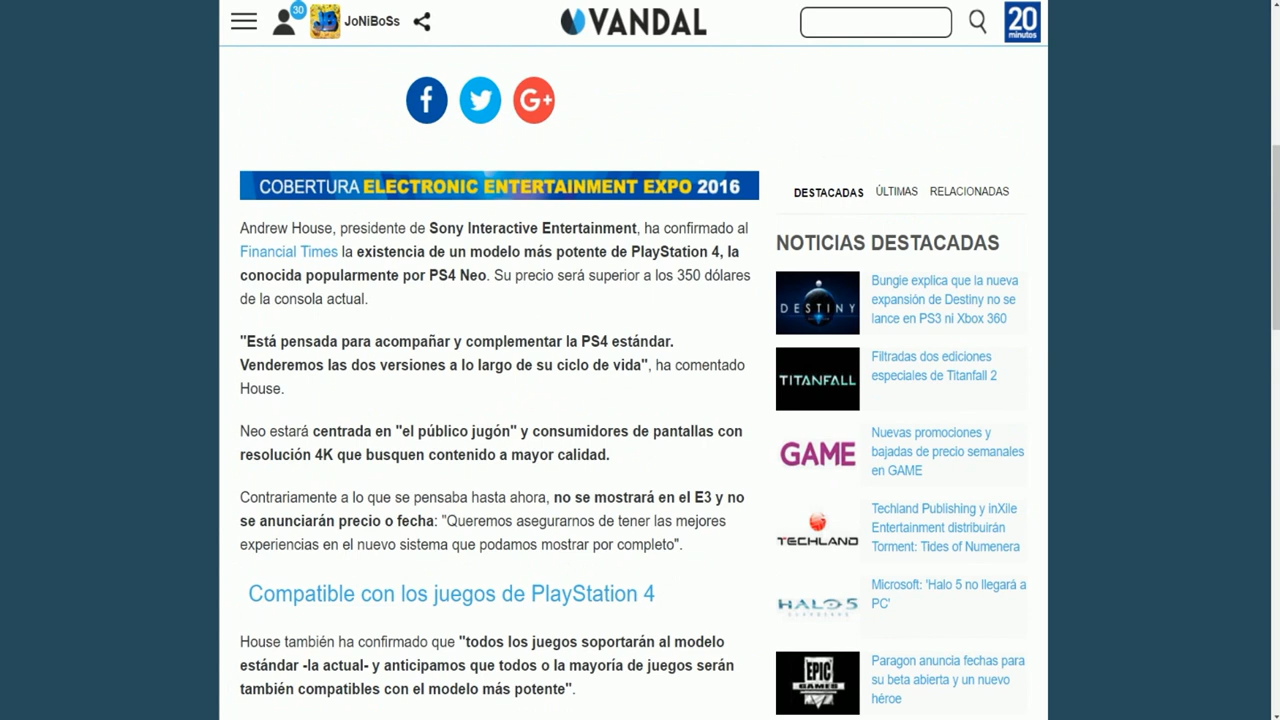 30
JoNiBoSs
VANDAL
20
minutos
f
G+
COBERTURA ELECTRONIC ENTERTAINMENT EXPO 2016
Andrew House, presidente de Sony Interactive Entertainment, ha confirmado al
Financial Times la existencia de un modelo más potente de PlayStation 4, la
conocida popularmente por PS4 Neo. Su precio será superior a los 350 dólares
de la consola actual.
"Está pensada para acompañar y complementar la PS4 estándar.
Venderemos las dos versiones a lo largo de su ciclo de vida", ha comentado
House.
Neo estará centrada en "el público jugón" y consumidores de pantallas con
resolución 4K que busquen contenido a mayor calidad.
Contrariamente a lo que se pensaba hasta ahora, no se mostrará en el E3 y no
se anunciarán precio o fecha: "Queremos asegurarnos de tener las mejores
experiencias en el nuevo sistema que podamos mostrar por completo".
Compatible con los juegos de PlayStation 4
House también ha confirmado que "todos los juegos soportarán al modelo
estándar -la actual- y anticipamos que todos o la mayoría de juegos serán
también compatibles con el modelo más potente".
DESTACADAS ÚLTIMAS RELACIONADAS
NOTICIAS DESTACADAS
DESTINY
Bungie explica que la nueva
expansión de Destiny no se
lance en PS3 ni Xbox 360
TITANFALL
Filtradas dos ediciones
especiales de Titanfall 2
GAME
Nuevas promociones y
bajadas de precio semanales
en GAME
TECHLAND
Techland Publishing y inXile
Entertainment distribuirán
Torment: Tides of Numenera
HALO 5
Microsoft: 'Halo 5 no llegará a
PC'
EPIC
GAMES
Paragon anuncia fechas para
su beta abierta y un nuevo
héroe